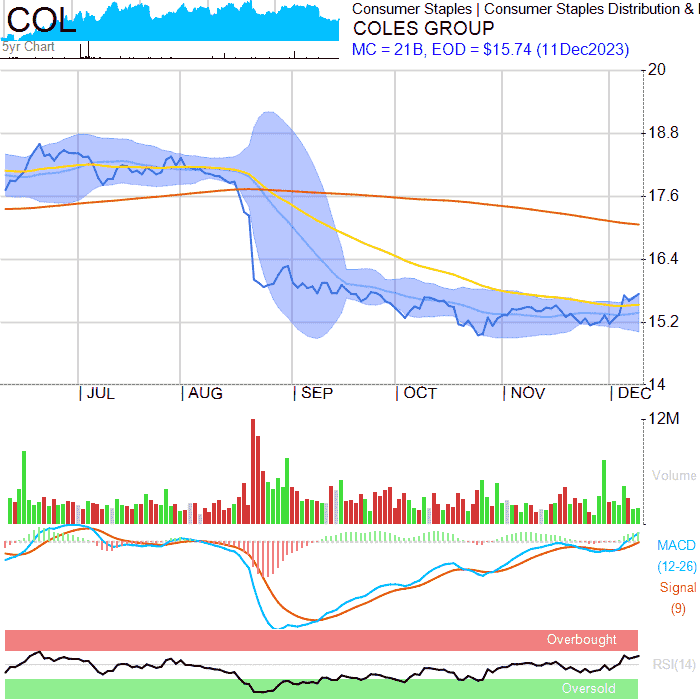 COL
Consumer Staples | Consumer Staples Distribution &
COLES GROUP
5yr Chart
MC = 21B, EOD = $15.74 (11Dec2023)
20
18.8
17.6
16.4
15.2
14
JUL
AUG
SEP
OCT
NOV
DEC
12M
Volume
MACD
(12-26)
Signal
(9)
Overbought
RSI(14)
Oversold